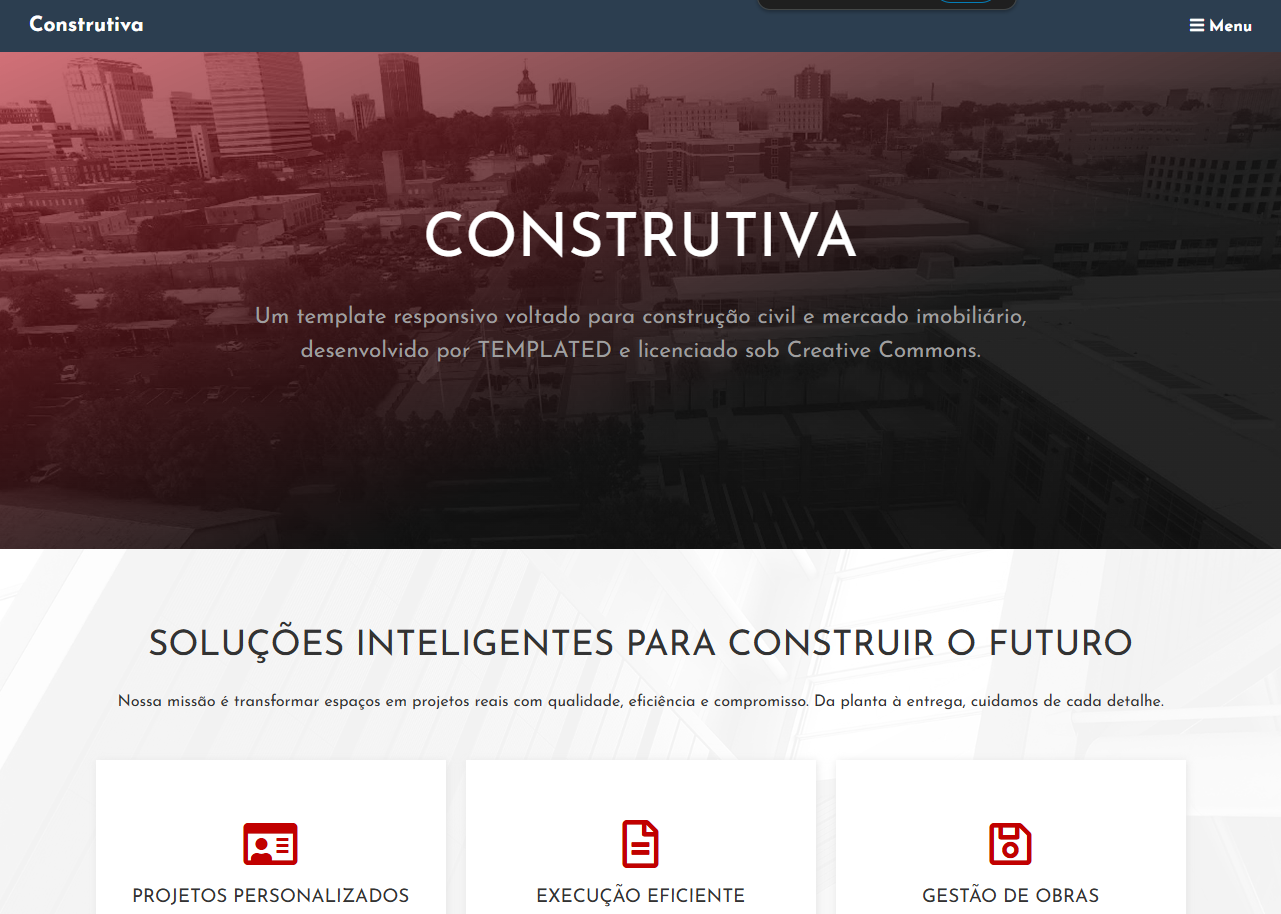 Construtiva
Menu
CONSTRUTIVA
Um template responsivo voltado para construção civil e mercado imobiliário,
desenvolvido por TEMPLATED e licenciado sob Creative Commons.
SOLUÇÕES INTELIGENTES PARA CONSTRUIR O FUTURO
Nossa missão é transformar espaços em projetos reais com qualidade, eficiência e compromisso. Da planta à entrega, cuidamos de cada detalhe.
PROJETOS PERSONALIZADOS
EXECUÇÃO EFICIENTE
GESTÃO DE OBRAS